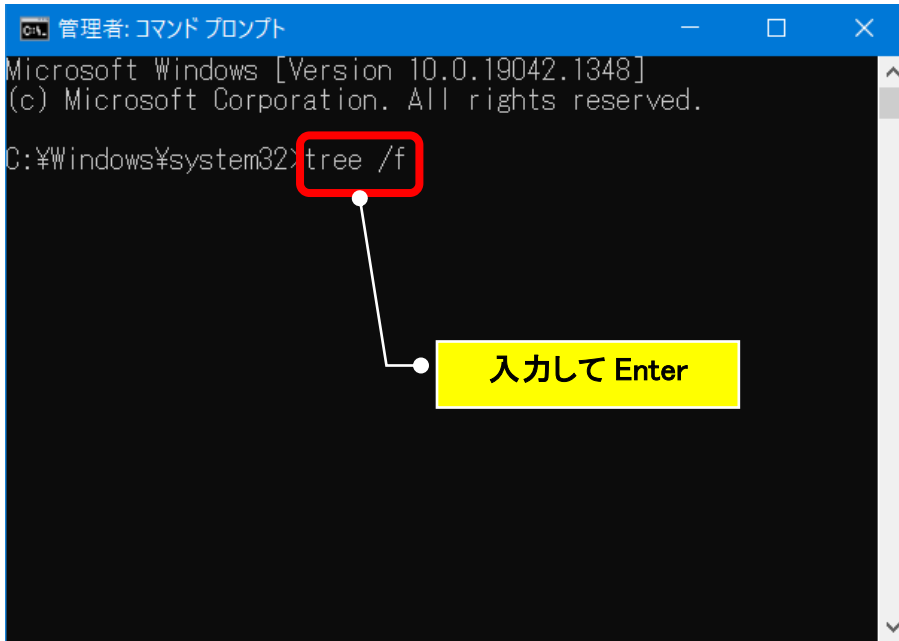 管理者: コマンド プロンプト
Microsoft Windows [Version 10.0.19042.1348]
(c) Microsoft Corporation. All rights reserved.
C:¥Windows¥system32>tree /f
入力して Enter